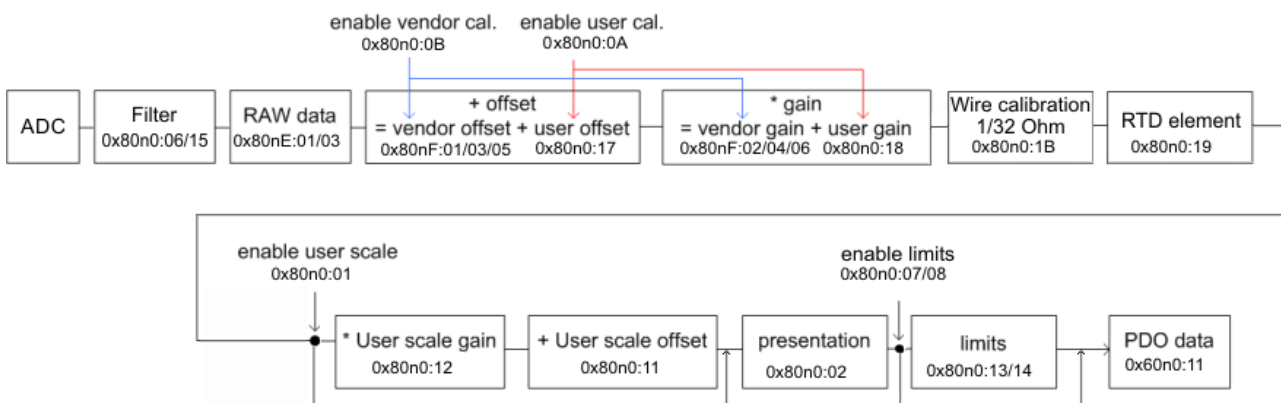 enable vendor cal.
0x80n0:0B
enable user cal.
0x80n0:0A
ADC
Filter
0x80n0:06/15
RAW data
0x80nE:01/03
+ offset
= vendor offset + user offset
0x80nF:01/03/05 0x80n0:17
* gain
= vendor gain + user gain
0x80nF:02/04/06 0x80n0:18
Wire calibration
1/32 Ohm
0x80n0:1B
RTD element
0x80n0:19
enable user scale
0x80n0:01
enable limits
0x80n0:07/08
* User scale gain
0x80n0:12
+ User scale offset
0x80n0:11
presentation
0x80n0:02
limits
0x80n0:13/14
PDO data
0x60n0:11